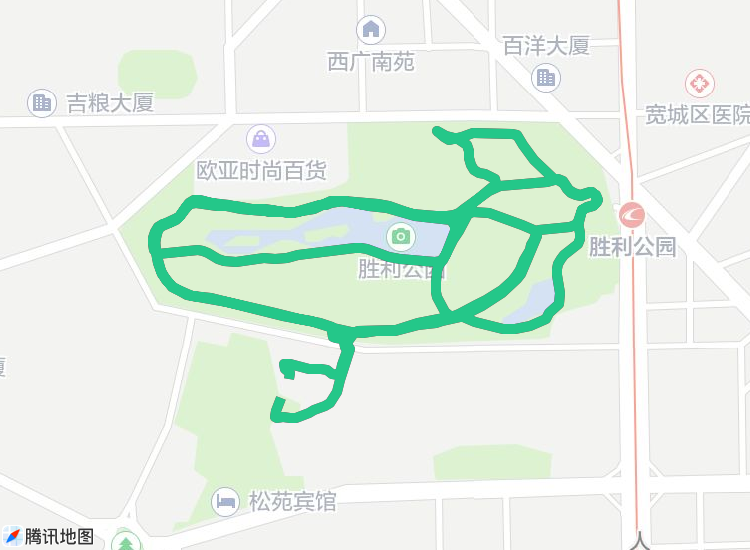 百洋大厦
西广南苑
吉粮大厦
宽城区医院
欧亚时尚百货
胜利公园
胜利公园
厦
松苑宾馆
腾讯地图